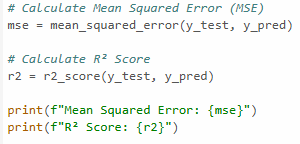 # Calculate Mean Squared Error (MSE)
mse = mean_squared_error(y_test, y_pred)
# Calculate R² Score
r2 = r2_score(y_test, y_pred)
print(f"Mean Squared Error: {mse}")
print(f"R² Score: {r2}")